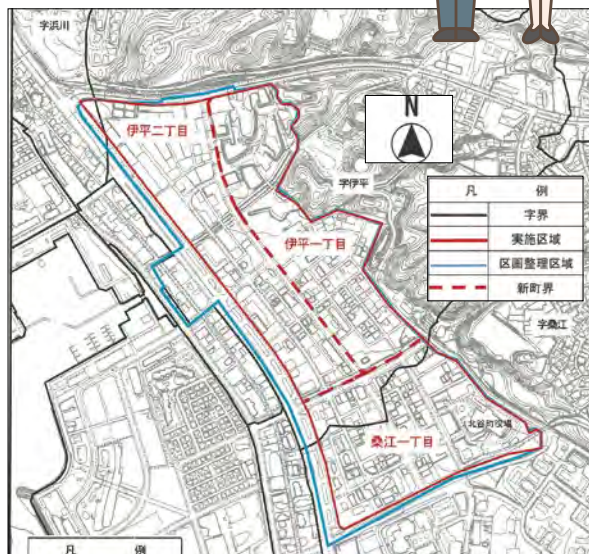 字浜川
伊平二丁目
N
字伊平
凡 例
字界
実施区域
区画整理区域
新町界
伊平一丁目
字桑江
北谷町役場
桑江一丁目
凡 例